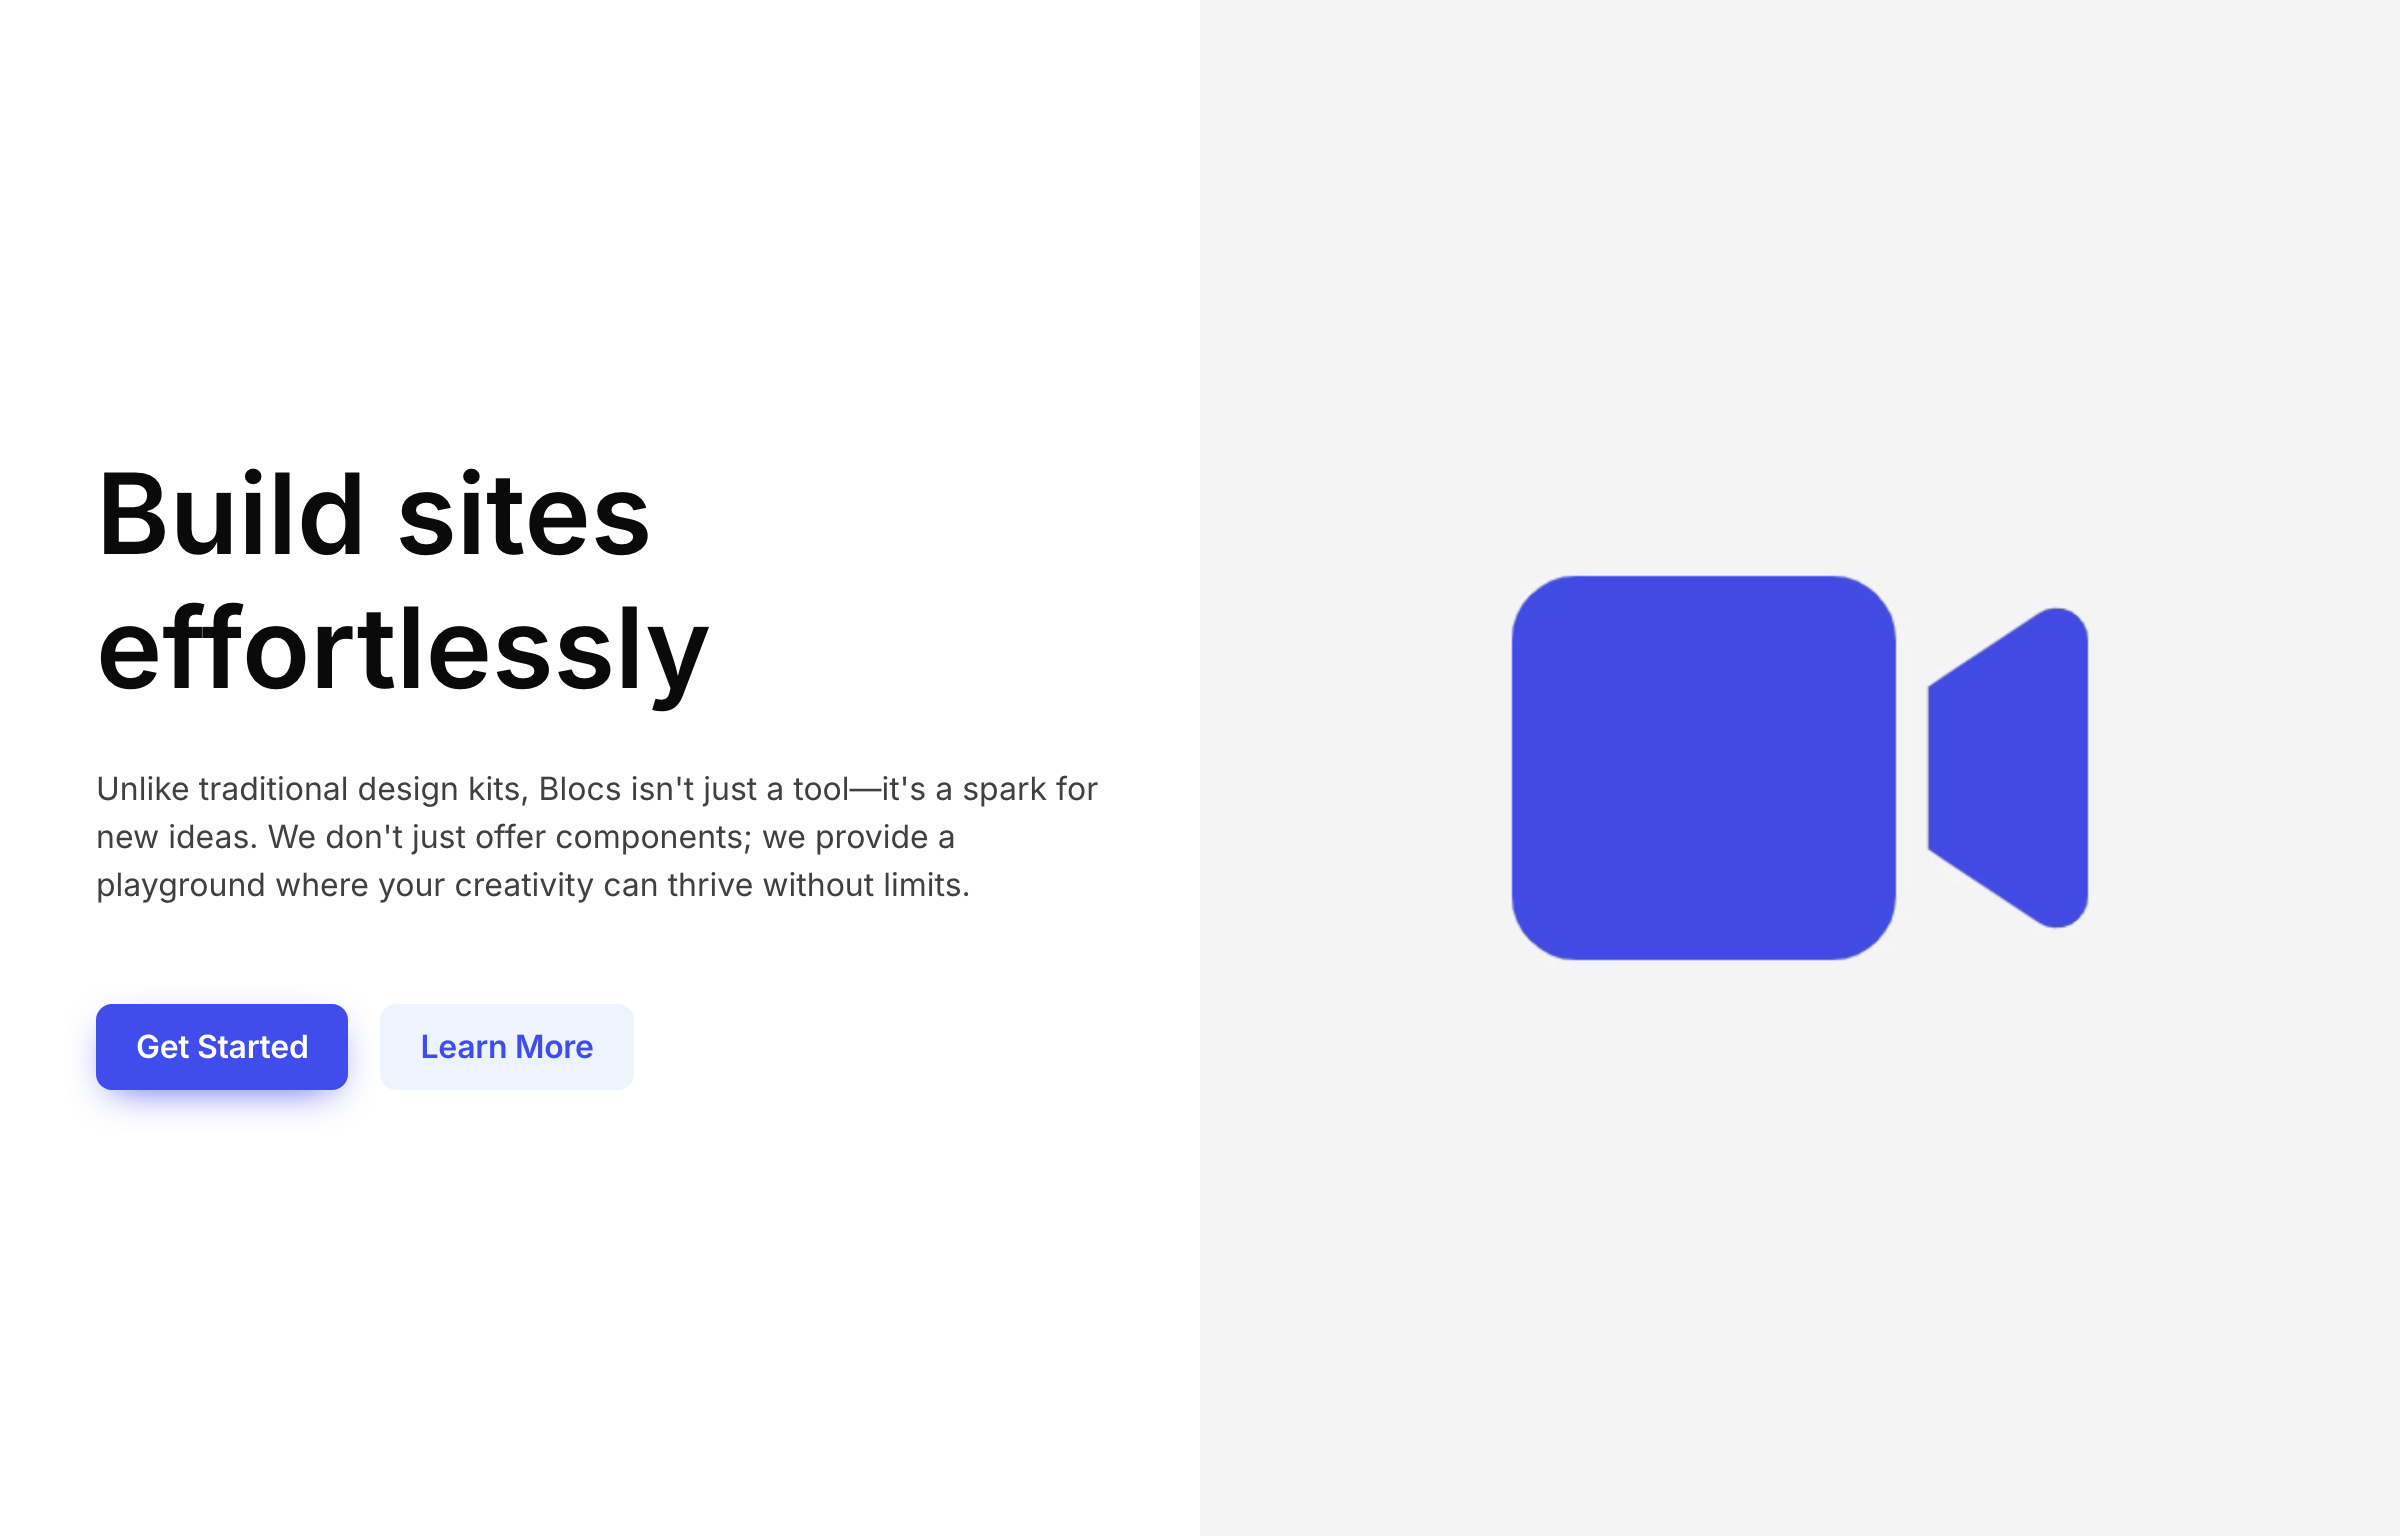 Build sites
effortlessly
Unlike traditional design kits, Blocs isn't just a tool—it's a spark for
new ideas. We don't just offer components; we provide a
playground where your creativity can thrive without limits.
Get Started
Learn More